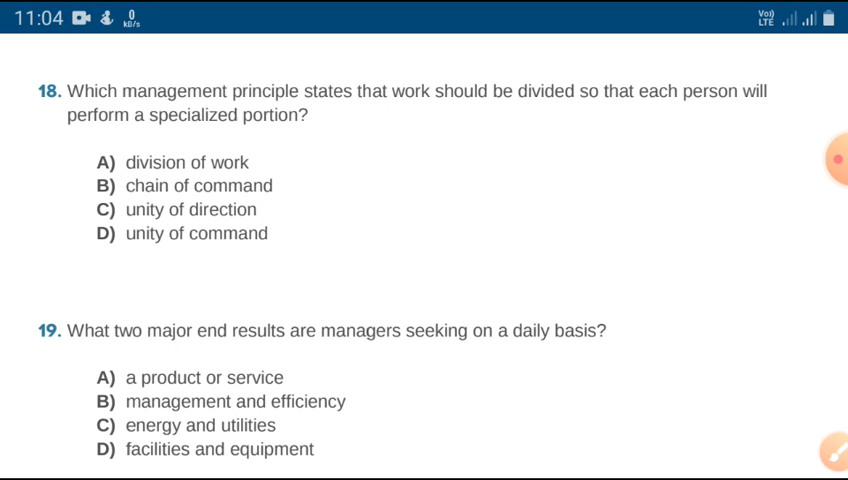 11:04 0 kB/s Vo) LTE
18. Which management principle states that work should be divided so that each person will
perform a specialized portion?
A) division of work
B) chain of command
C) unity of direction
D) unity of command
19. What two major end results are managers seeking on a daily basis?
A) a product or service
B) management and efficiency
C) energy and utilities
D) facilities and equipment